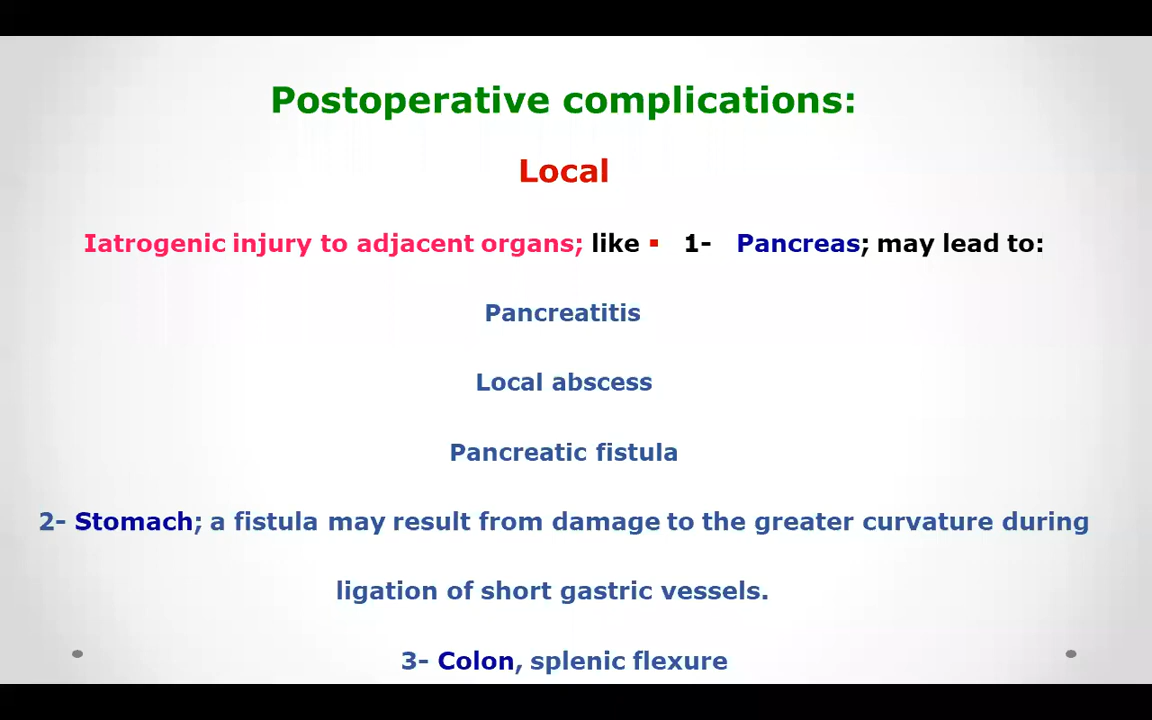 Postoperative complications:
Local
Iatrogenic injury to adjacent organs; like ▪ 1- Pancreas; may lead to:
Pancreatitis
Local abscess
Pancreatic fistula
2- Stomach; a fistula may result from damage to the greater curvature during
ligation of short gastric vessels.
3- Colon, splenic flexure